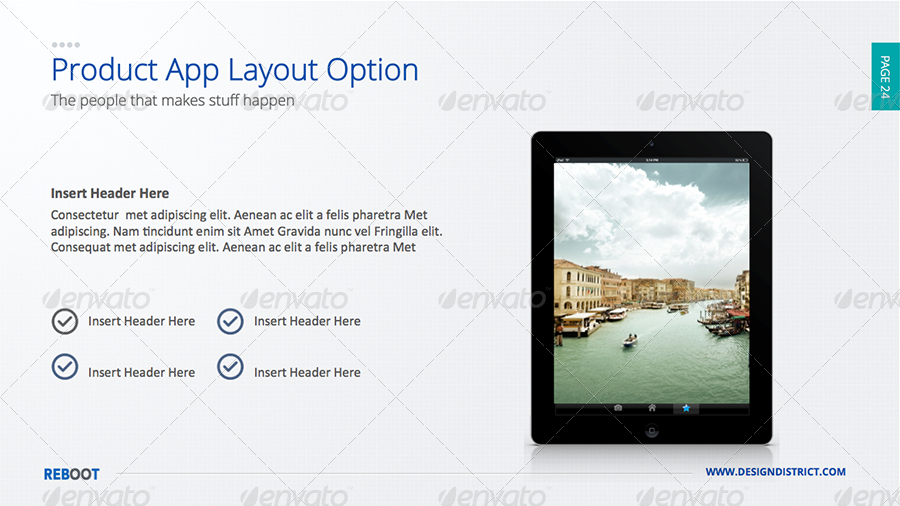 Product App Layout Option
The people that makes stuff happen
PAGE 24
Insert Header Here
Consectetur  met adipiscing elit. Aenean ac elit a felis pharetra Met
adipiscing. Nam tincidunt enim sit Amet Gravida nunc vel Fringilla elit.
Consequat met adipiscing elit. Aenean ac elit a felis pharetra Met
Insert Header Here
Insert Header Here
Insert Header Here
Insert Header Here
REBOOT
WWW.DESIGNDISTRICT.COM
envato